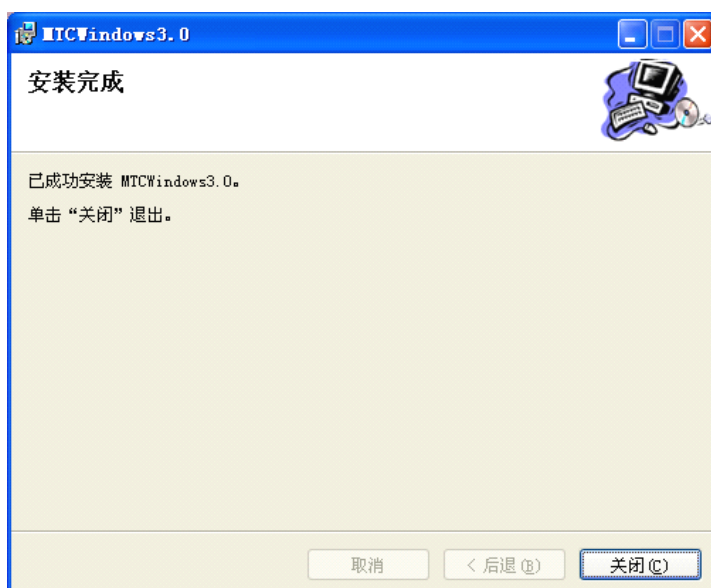 MTCWindows3.0
安装完成
已成功安装 MTCWindows3.0。
单击“关闭”退出。
取消
< 后退(B)
关闭(C)